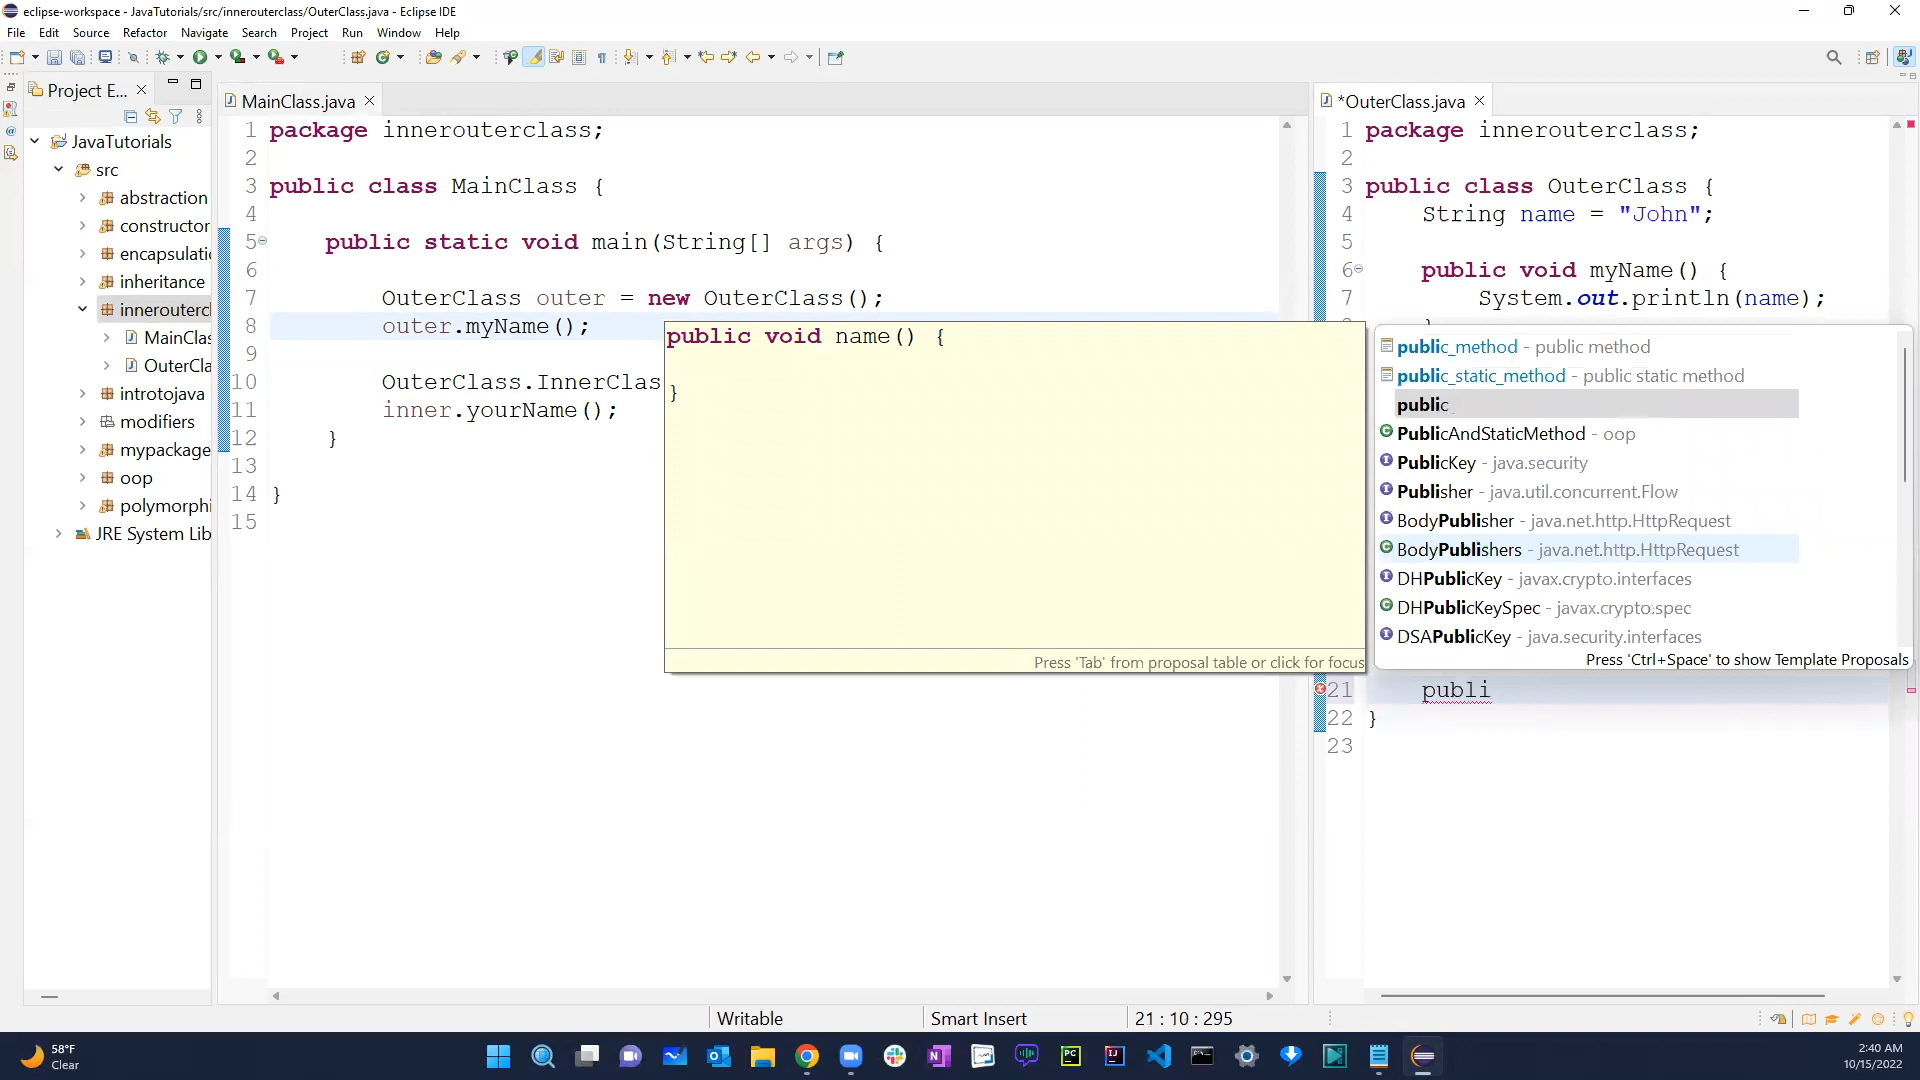 eclipse-workspace - JavaTutorials/src/innerouterclass/OuterClass.java - Eclipse IDE
File Edit Source Refactor Navigate Search Project Run Window Help
Project E...
JavaTutorials
src
abstraction
constructor
encapsulatio
inheritance
innerouterc
MainClas
OuterCla
introtojava
modifiers
mypackage
oop
polymorphi
JRE System Lib
MainClass.java
1 package innerouterclass;
2
3 public class MainClass {
4
5 public static void main(String[] args) {
6
7 OuterClass outer = new OuterClass();
8 outer.myName();
9
10 OuterClass.InnerClas
11 inner.yourName();
12 }
13
14 }
15
public void name() {
}
Press 'Tab' from proposal table or click for focus
*OuterClass.java
1 package innerouterclass;
2
3 public class OuterClass {
4 String name = "John";
5
6 public void myName() {
7 System.out.println(name);
public_method - public method
public_static_method - public static method
public
PublicAndStaticMethod - oop
PublicKey - java.security
Publisher - java.util.concurrent.Flow
BodyPublisher - java.net.http.HttpRequest
BodyPublishers - java.net.http.HttpRequest
DHPublicKey - javax.crypto.interfaces
DHPublicKeySpec - javax.crypto.spec
DSAPublicKey - java.security.interfaces
Press 'Ctrl+Space' to show Template Proposals
21 publi
22 }
23
Writable Smart Insert 21 : 10 : 295
58°F
Clear
2:40 AM
10/15/2022